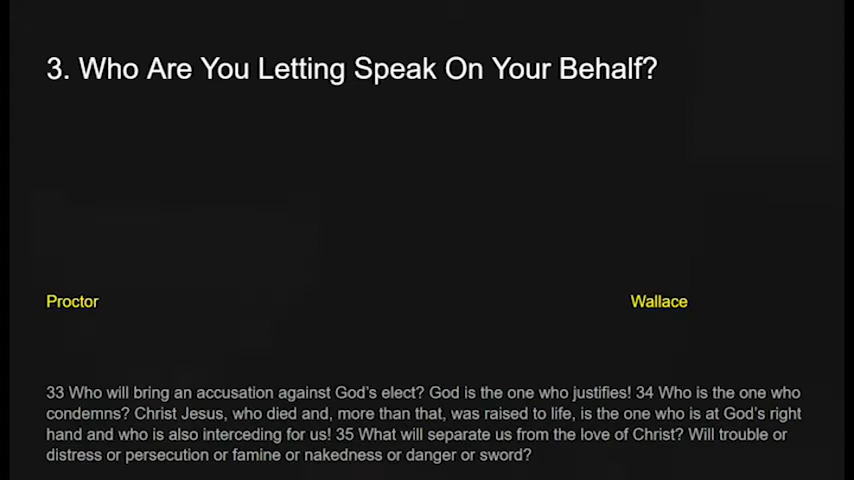 3. Who Are You Letting Speak On Your Behalf?
Proctor
Wallace
33 Who will bring an accusation against God's elect? God is the one who justifies! 34 Who is the one who
condemns? Christ Jesus, who died and, more than that, was raised to life, is the one who is at God's right
hand and who is also interceding for us! 35 What will separate us from the love of Christ? Will trouble or
distress or persecution or famine or nakedness or danger or sword?